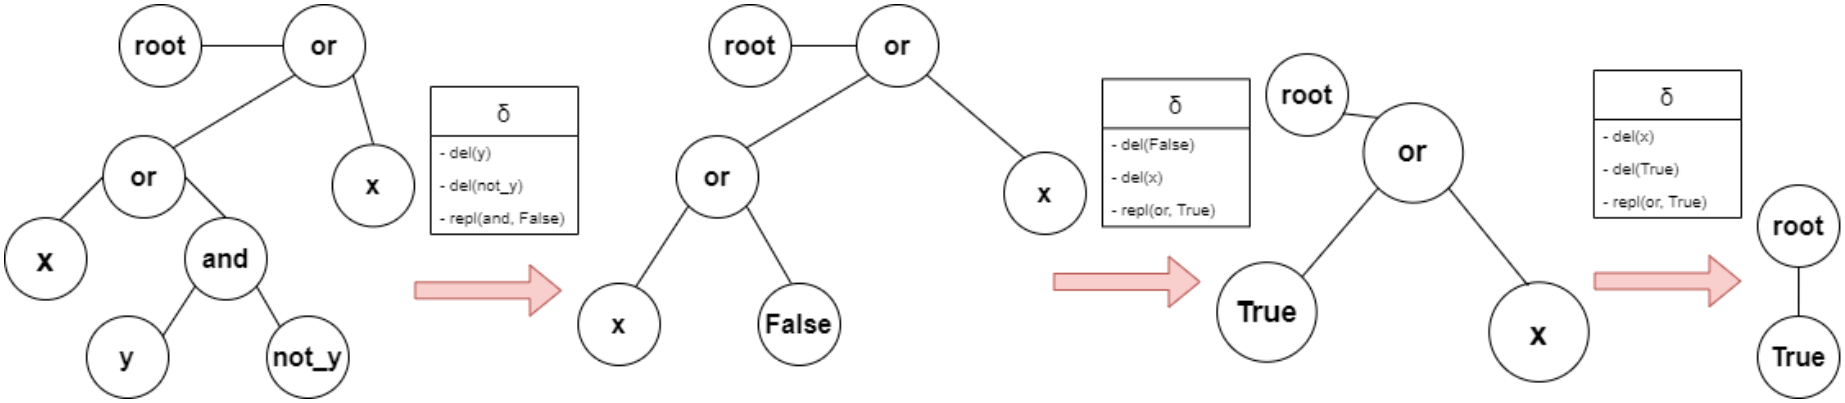 root
or
or
x
x
and
y
not_y
δ
- del(y)
- del(not_y)
- repl(and, False)
root
or
or
x
x
False
δ
- del(False)
- del(x)
- repl(or, True)
root
or
True
x
δ
- del(x)
- del(True)
- repl(or, True)
root
True